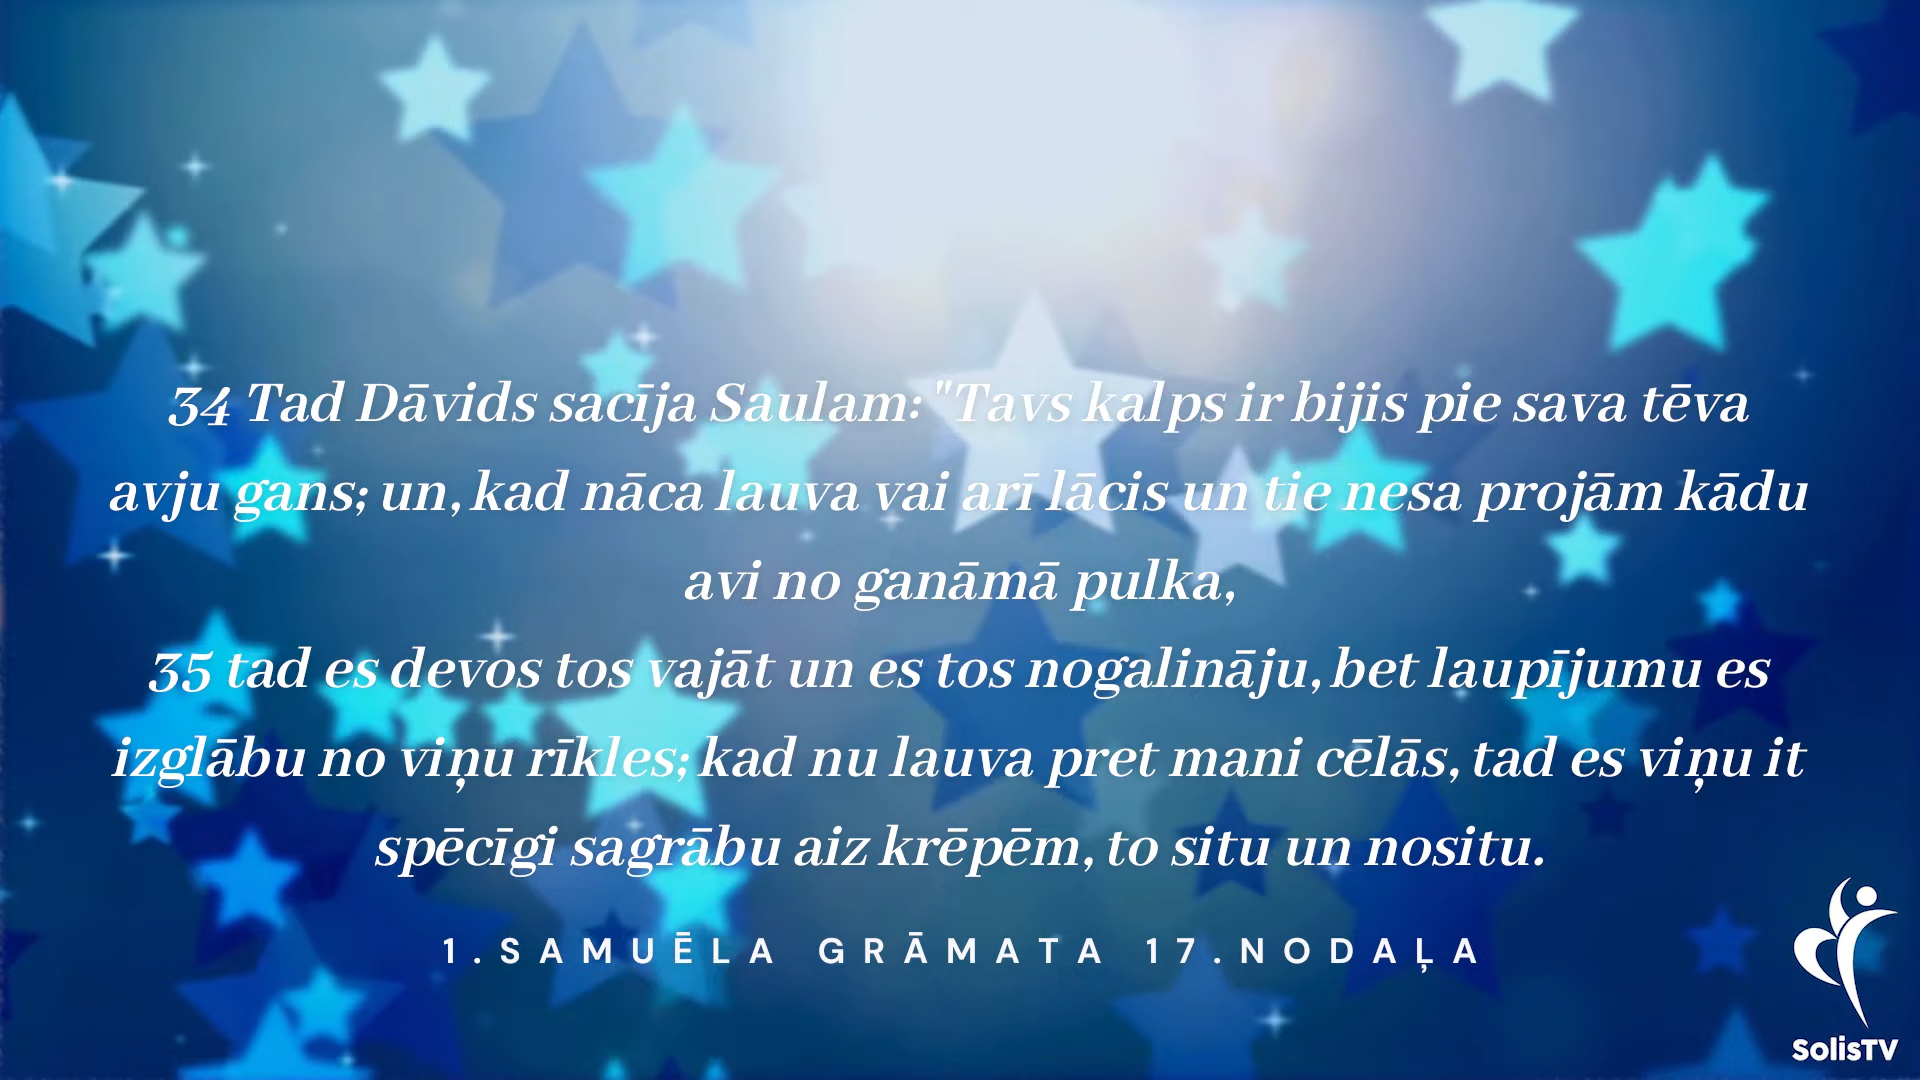 34 Tad Dāvids sacīja Saulam: "Tavs kalps ir bijis pie sava tēva
avju gans; un, kad nāca lauva vai arī lācis un tie nesa projām kādu
avi no ganāmā pulka,
35 tad es devos tos vajāt un es tos nogalināju, bet laupījumu es
izglābu no viņu rīkles; kad nu lauva pret mani cēlās, tad es viņu it
spēcīgi sagrābu aiz krēpēm, to situ un nositu.
1.SAMUĒLA GRĀMATA 17.NODAĻA
SolisTV